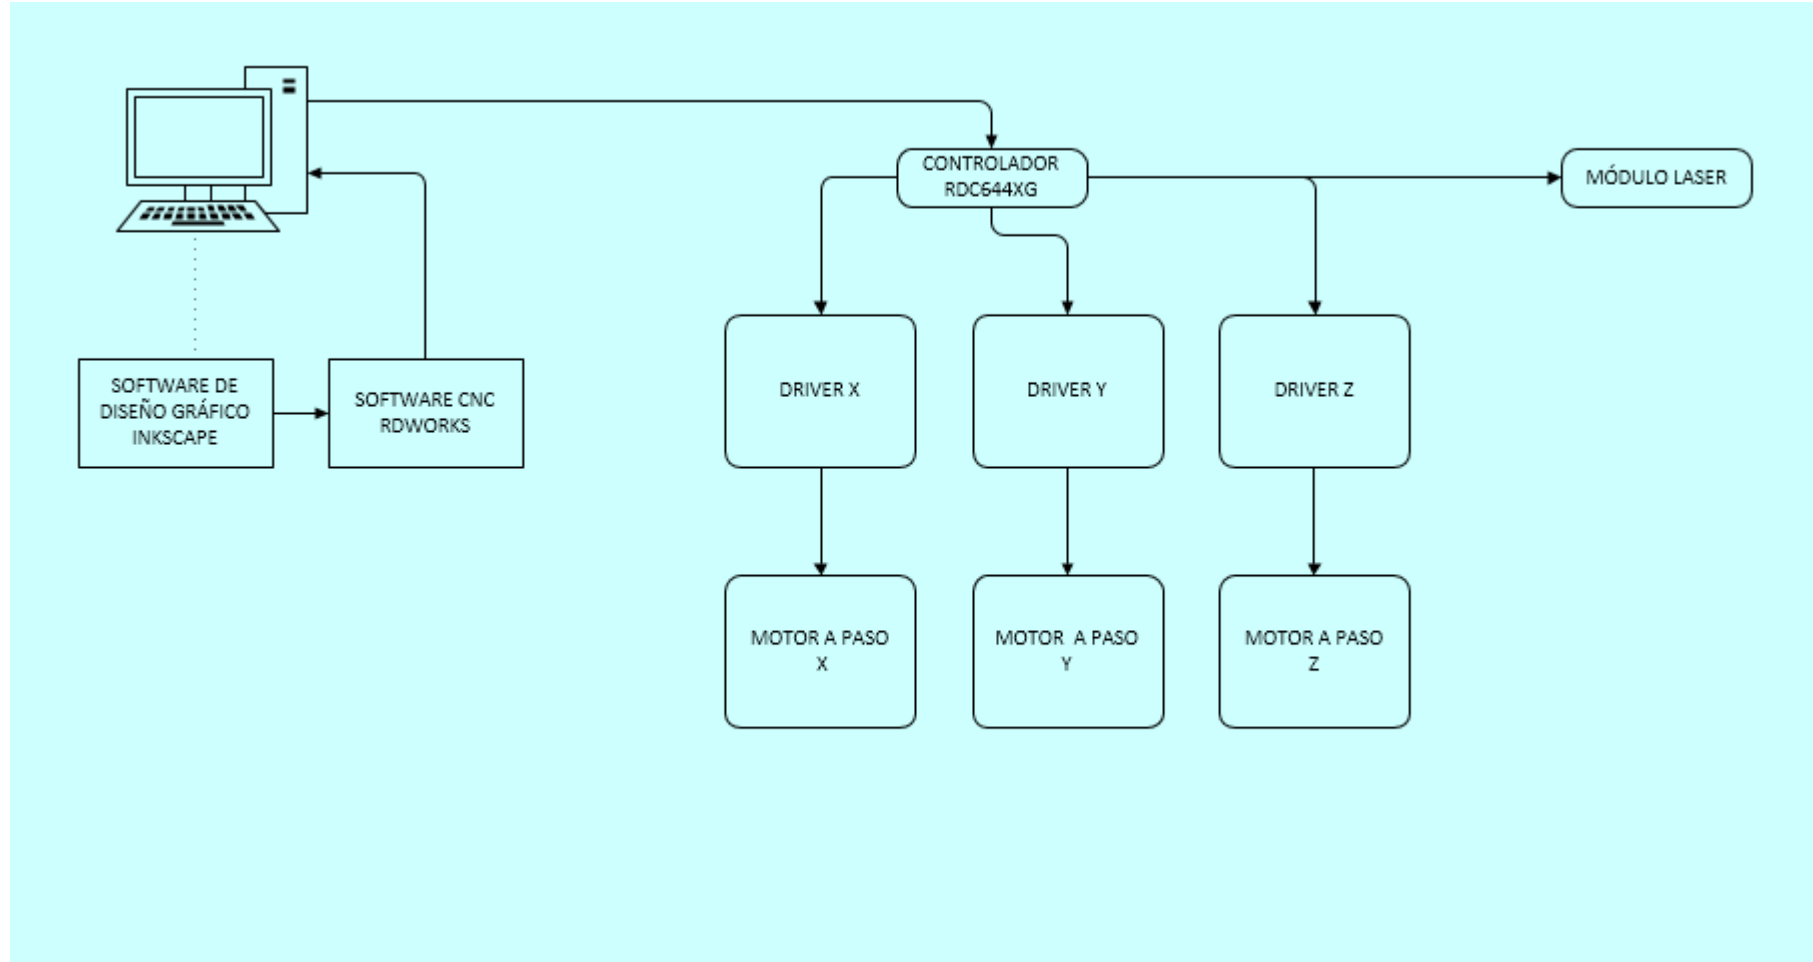 CONTROLADOR
RDC644XG
MÓDULO LASER
SOFTWARE DE
DISEÑO GRÁFICO
INKSCAPE
SOFTWARE CNC
RDWORKS
DRIVER X
DRIVER Y
DRIVER Z
MOTOR A PASO
X
MOTOR  A PASO
Y
MOTOR A PASO
Z